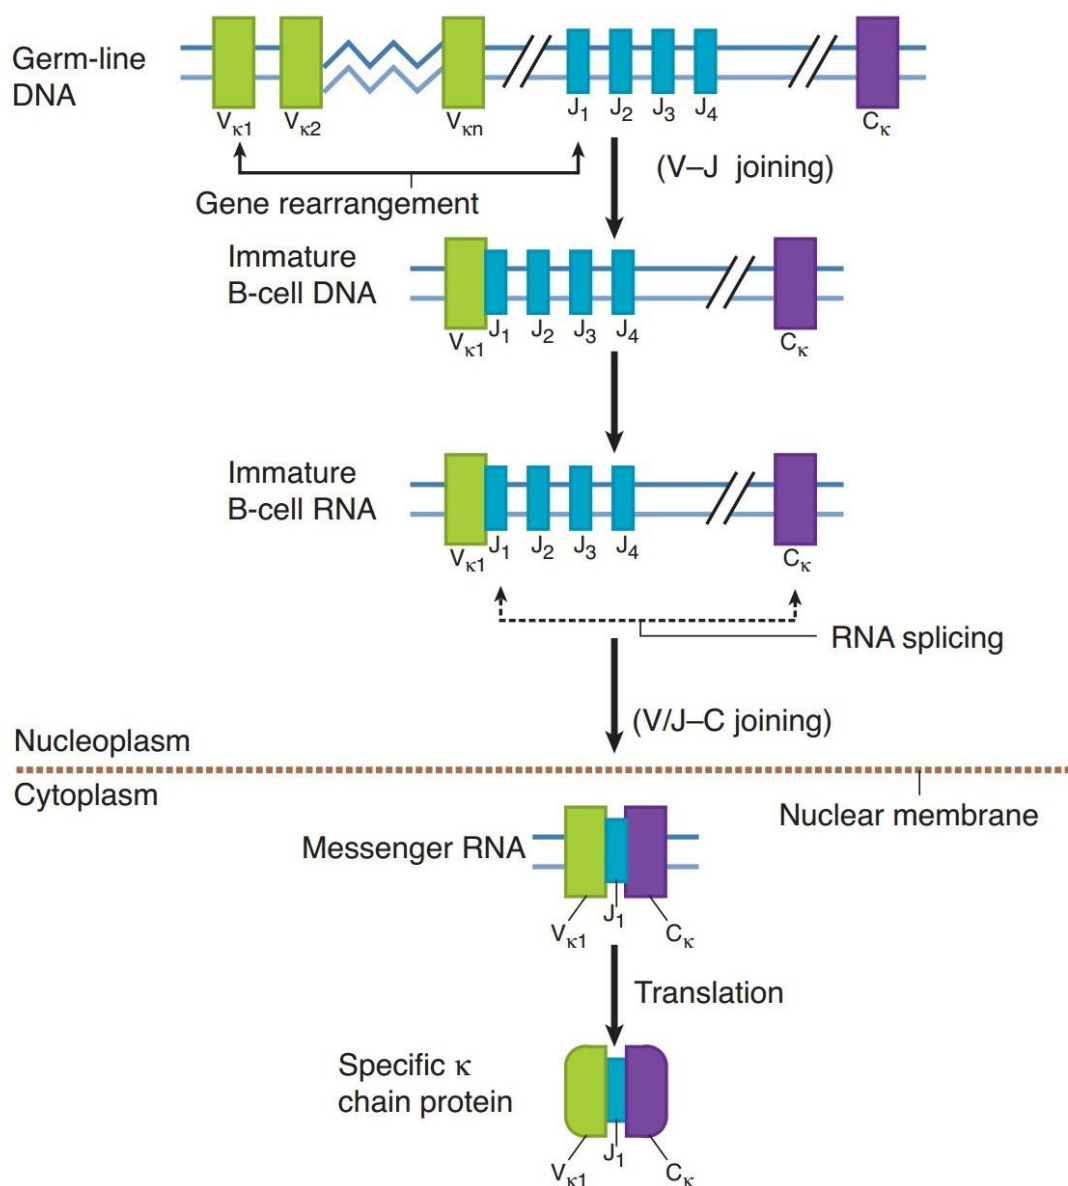 Germ-line
DNA
Vκ1 Vκ2 Vκn J1 J2 J3 J4 Cκ
(V–J joining)
Gene rearrangement
Immature
B-cell DNA
Vκ1 J1 J2 J3 J4 Cκ
Immature
B-cell RNA
Vκ1 J1 J2 J3 J4 Cκ
RNA splicing
(V/J–C joining)
Nucleoplasm
Cytoplasm
Nuclear membrane
Messenger RNA
Vκ1 J1 Cκ
Translation
Specific κ
chain protein
Vκ1 J1 Cκ